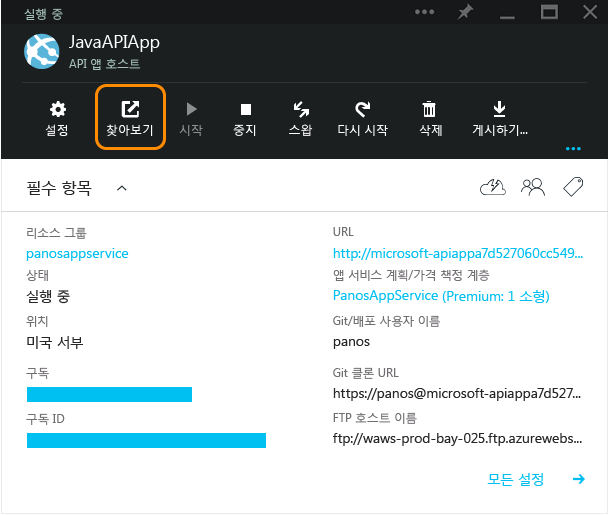 실행 중
JavaAPIApp
API 앱 호스트
설정 찾아보기 시작 중지 스왑 다시 시작 삭제 게시하기...
필수 항목
리소스 그룹
panosappservice
상태
실행 중
위치
미국 서부
구독
구독 ID
URL
http://microsoft-apiappa7d527060cc549...
앱 서비스 계획/가격 책정 계층
PanosAppService (Premium: 1 소형)
Git/배포 사용자 이름
panos
Git 클론 URL
https://panos@microsoft-apiappa7d527...
FTP 호스트 이름
ftp://waws-prod-bay-025.ftp.azurewebs...
모든 설정